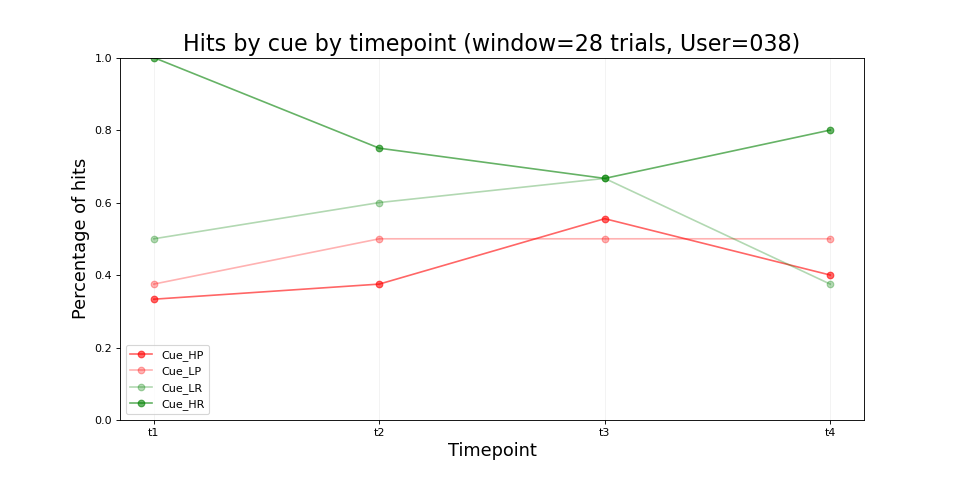 Hits by cue by timepoint (window=28 trials, User=038)
Percentage of hits
1.0
0.8
0.6
0.4
0.2
0.0
Cue_HP
Cue_LP
Cue_LR
Cue_HR
t1 t2 t3 t4
Timepoint